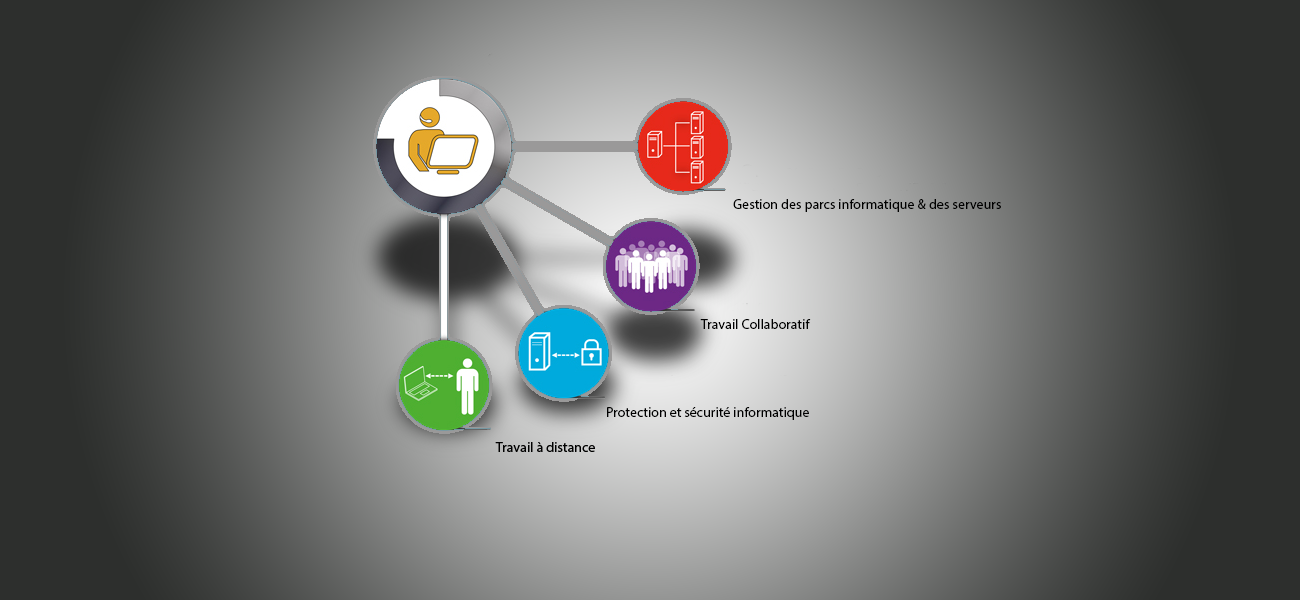 Gestion des parcs informatique & des serveurs
Travail Collaboratif
Protection et sécurité informatique
Travail à distance